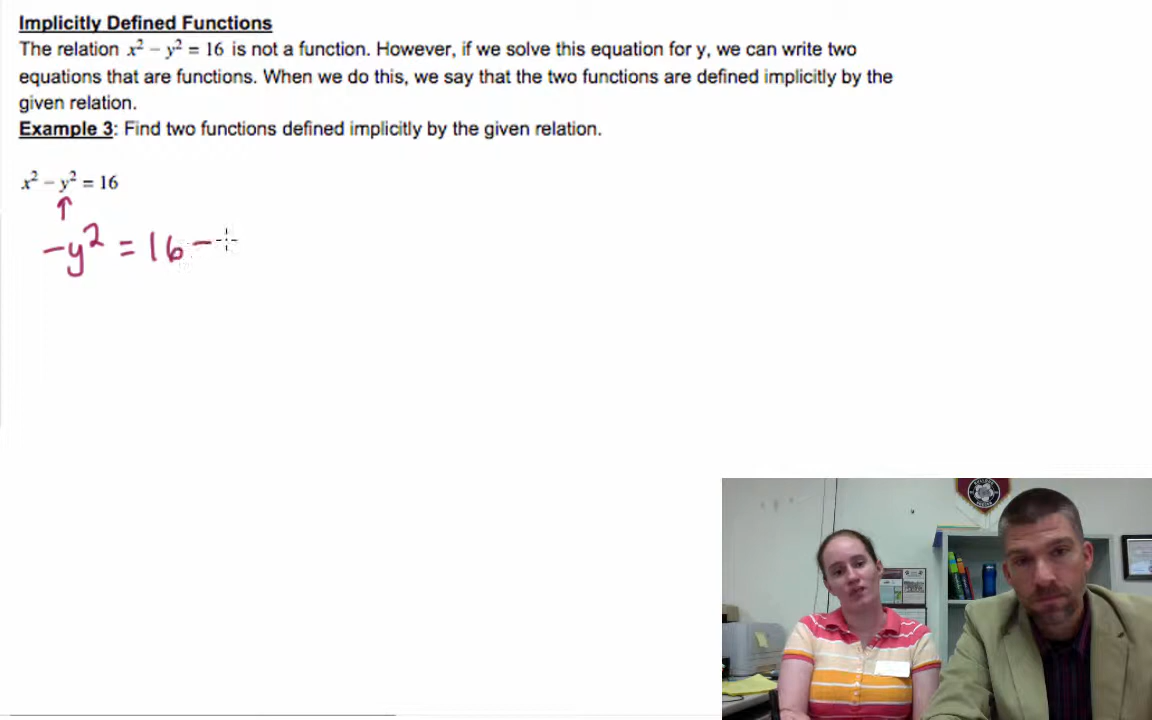 Implicitly Defined Functions
The relation x² − y² = 16 is not a function. However, if we solve this equation for y, we can write two
equations that are functions. When we do this, we say that the two functions are defined implicitly by the
given relation.
Example 3: Find two functions defined implicitly by the given relation.
x² − y² = 16
-y² = 16 -